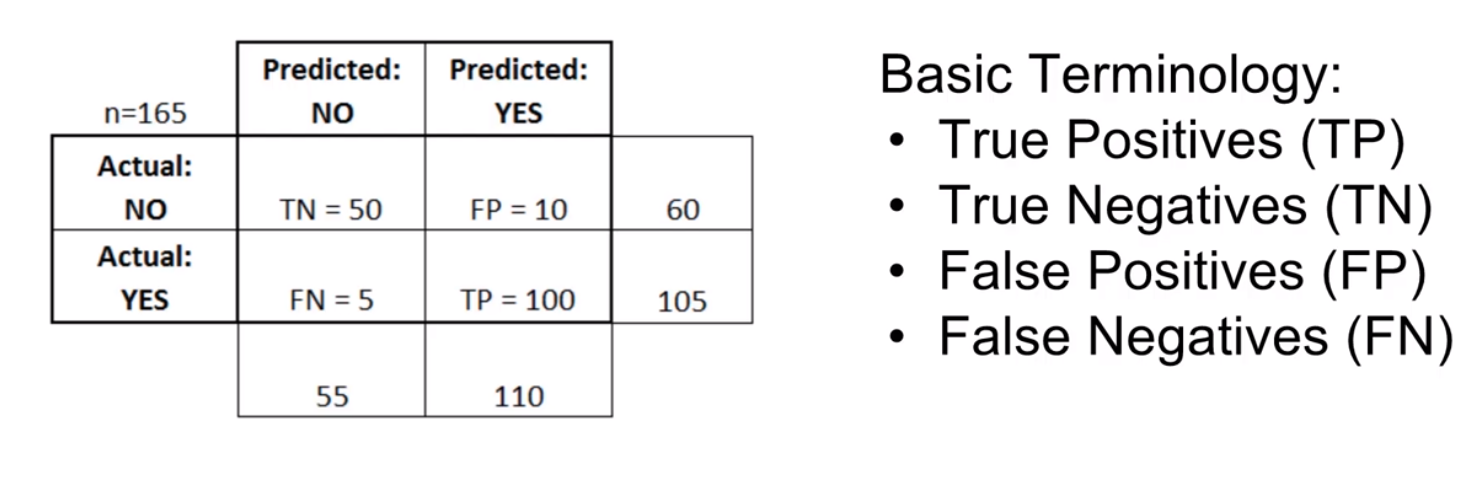 Predicted: Predicted:
n=165 NO YES
Actual:
NO TN = 50 FP = 10 60
Actual:
YES FN = 5 TP = 100 105
55 110
Basic Terminology:
• True Positives (TP)
• True Negatives (TN)
• False Positives (FP)
• False Negatives (FN)